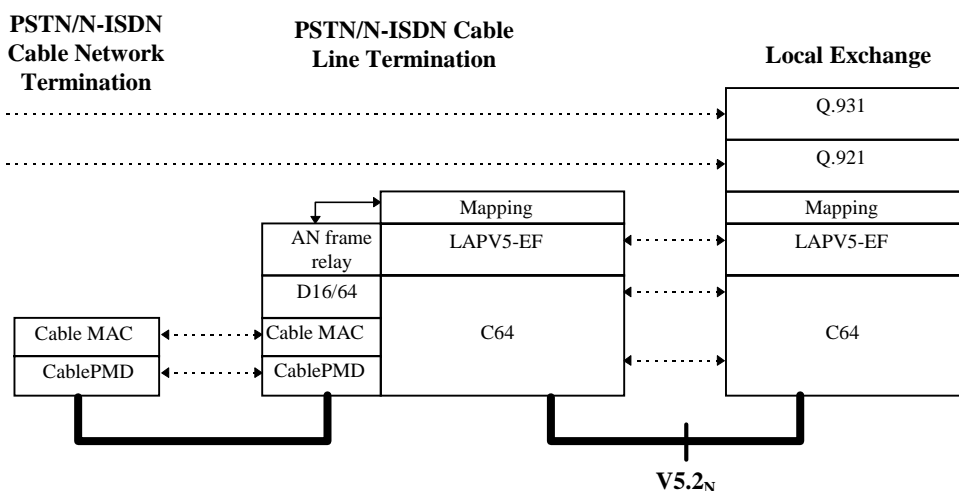 PSTN/N-ISDN
Cable Network
Termination
PSTN/N-ISDN Cable
Line Termination
Local Exchange
Q.931
Q.921
Mapping
Mapping
AN frame
relay
LAPV5-EF
LAPV5-EF
D16/64
Cable MAC
Cable MAC
C64
C64
CablePMD
CablePMD
V5.2N